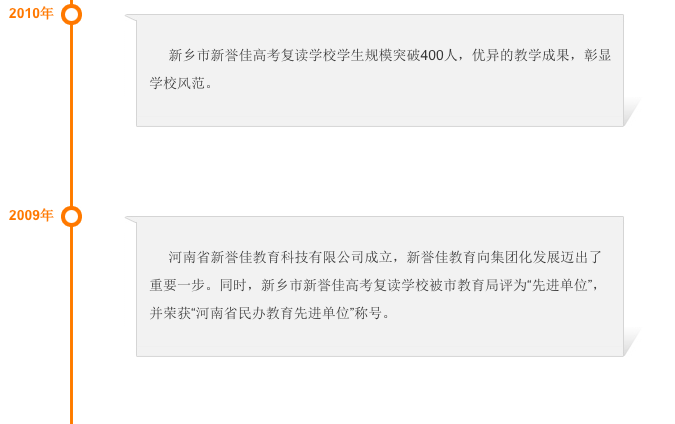 2010年
新乡市新誉佳高考复读学校学生规模突破400人，优异的教学成果，彰显
学校风范。
2009年
河南省新誉佳教育科技有限公司成立，新誉佳教育向集团化发展迈出了
重要一步。同时，新乡市新誉佳高考复读学校被市教育局评为“先进单位”，
并荣获“河南省民办教育先进单位”称号。